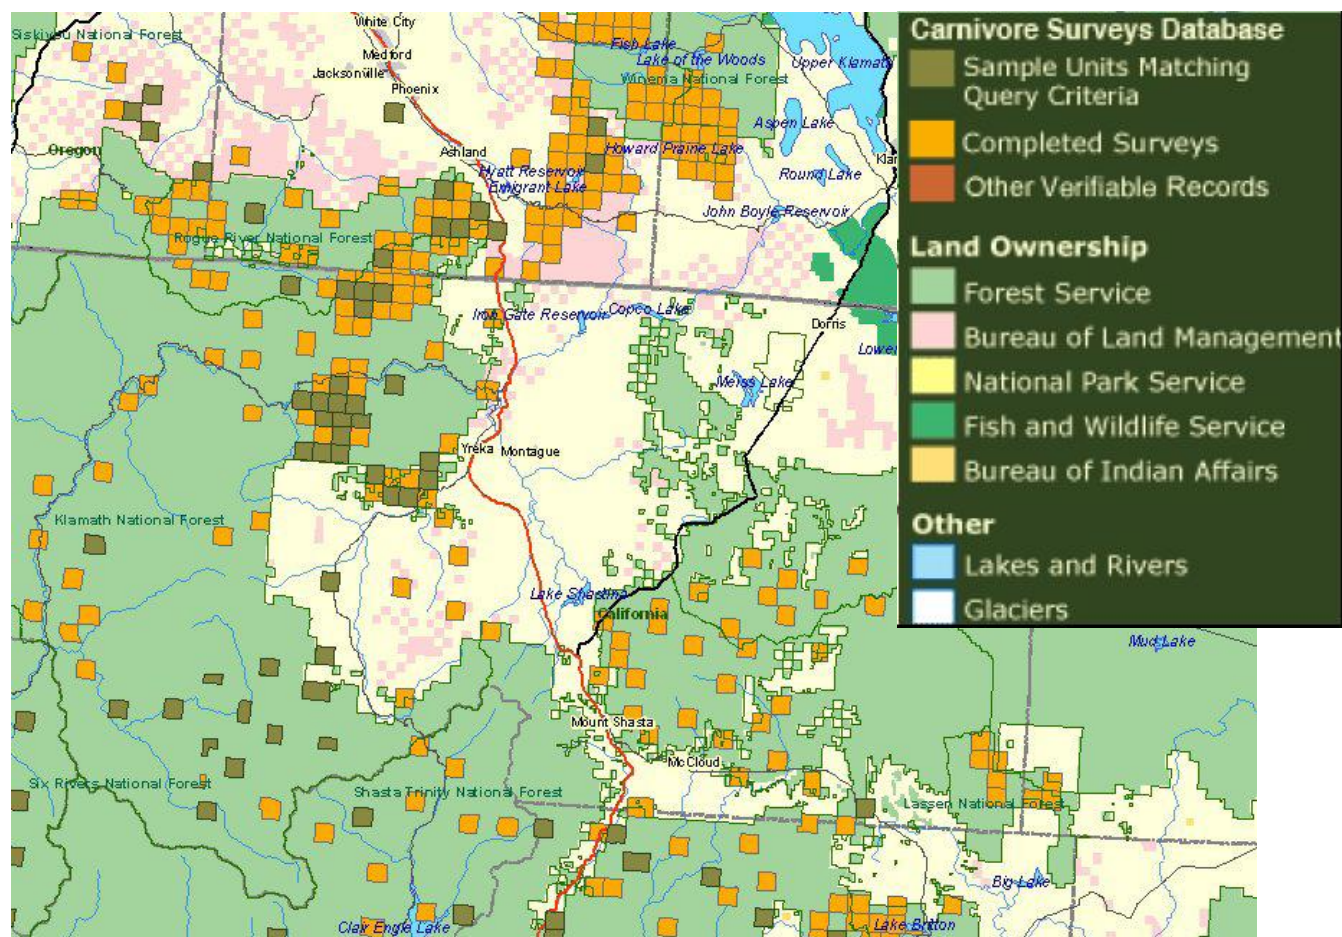 White City
Siskiyou National Forest
Fish Lake
Medford
Lake of the Woods
Upper Klamat
Jacksonville
Winema National Forest
Phoenix
Aspen Lake
Oregon
Ashland
Howard Prairie Lake
Klar
Hyatt Reservoir
Round Lake
Emigrant Lake
John Boyle Reservoir
Rogue River National Forest
Iron Gate Reservoir
Copco Lake
Dorris
Lower
Meiss Lake
Yreka
Montague
Klamath National Forest
Lake Shastina
California
Mud Lake
Mount Shasta
McCloud
Six Rivers National Forest
Shasta Trinity National Forest
Lassen National Forest
Big Lake
Clair Engle Lake
Lake Britton
Carnivore Surveys Database
Sample Units Matching
Query Criteria
Completed Surveys
Other Verifiable Records
Land Ownership
Forest Service
Bureau of Land Management
National Park Service
Fish and Wildlife Service
Bureau of Indian Affairs
Other
Lakes and Rivers
Glaciers